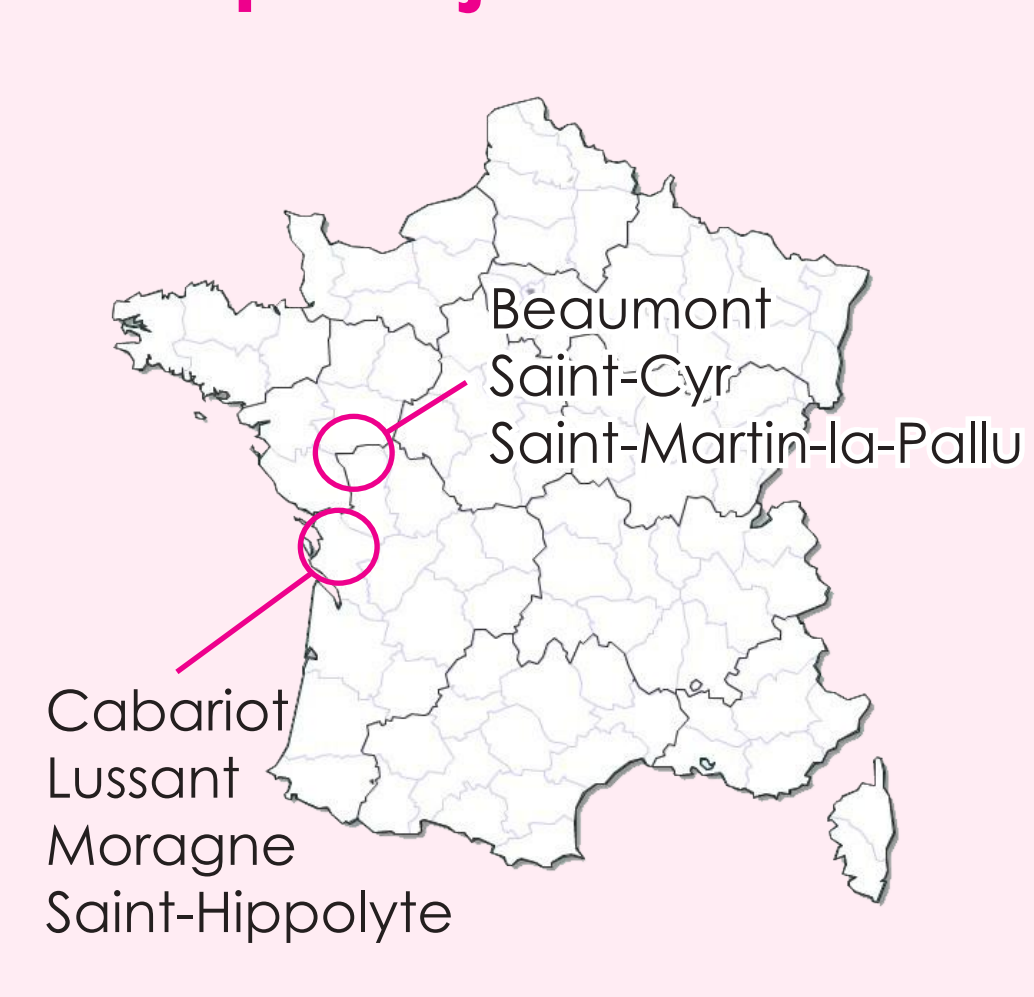 Beaumont
Saint-Cyr
Saint-Martin-la-Pallu
Cabariot
Lussant
Moragne
Saint-Hippolyte